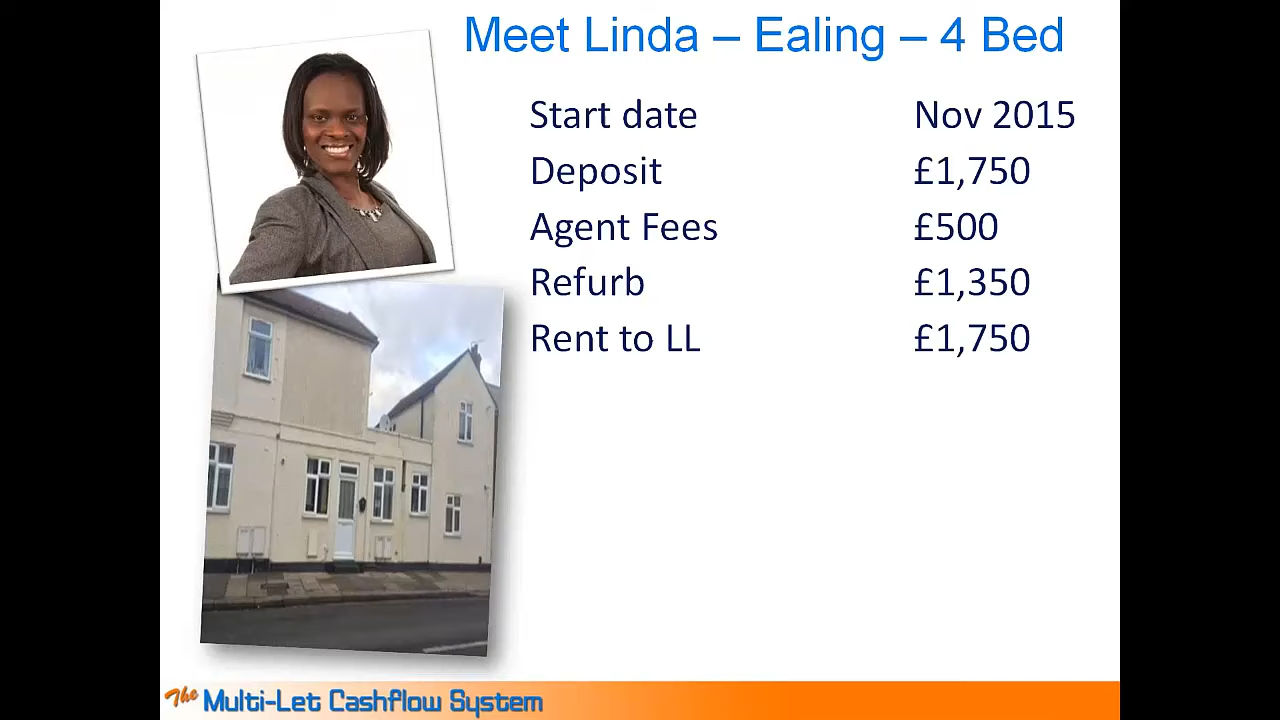 Meet Linda – Ealing – 4 Bed
Start date Nov 2015
Deposit £1,750
Agent Fees £500
Refurb £1,350
Rent to LL £1,750
The Multi-Let Cashflow System